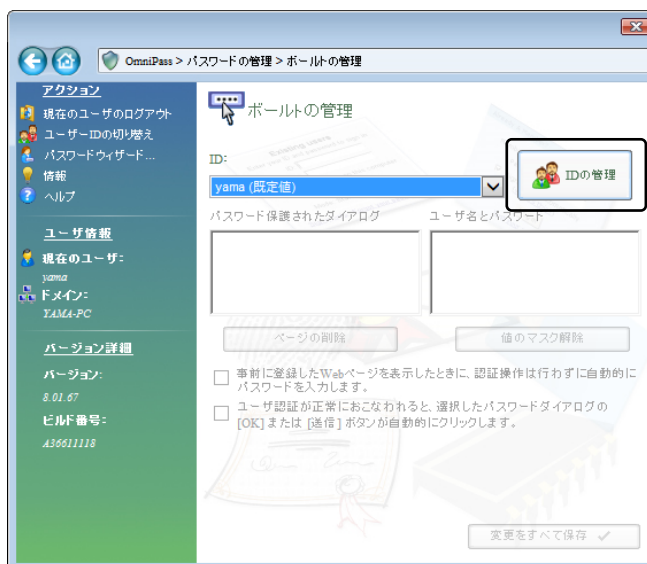 OmniPass > パスワードの管理 > ボールトの管理
アクション
現在のユーザのログアウト
ユーザーIDの切り替え
パスワードウィザード...
情報
ヘルプ
ユーザ情報
現在のユーザ:
yama
ドメイン:
YAMA-PC
バージョン詳細
バージョン:
8.01.67
ビルド番号:
A36611118
ボールトの管理
ID:
yama (既定値)
IDの管理
パスワード保護されたダイアログ
ユーザ名とパスワード
ページの削除
値のマスク解除
事前に登録したWebページを表示したときに、認証操作は行わずに自動的に
パスワードを入力します。
ユーザ認証が正常におこなわれると、選択したパスワードダイアログの
[OK]または [送信]ボタンが自動的にクリックします。
変更をすべて保存